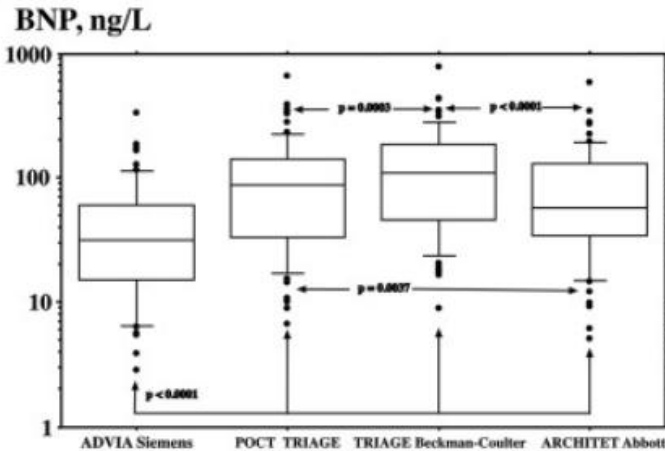 BNP, ng/L
1000
p = 0.0003
p < 0.0001
100
p = 0.0037
10
p < 0.0001
1
ADVIA Siemens
POCT TRIAGE
TRIAGE Beckman-Coulter
ARCHITET Abbott